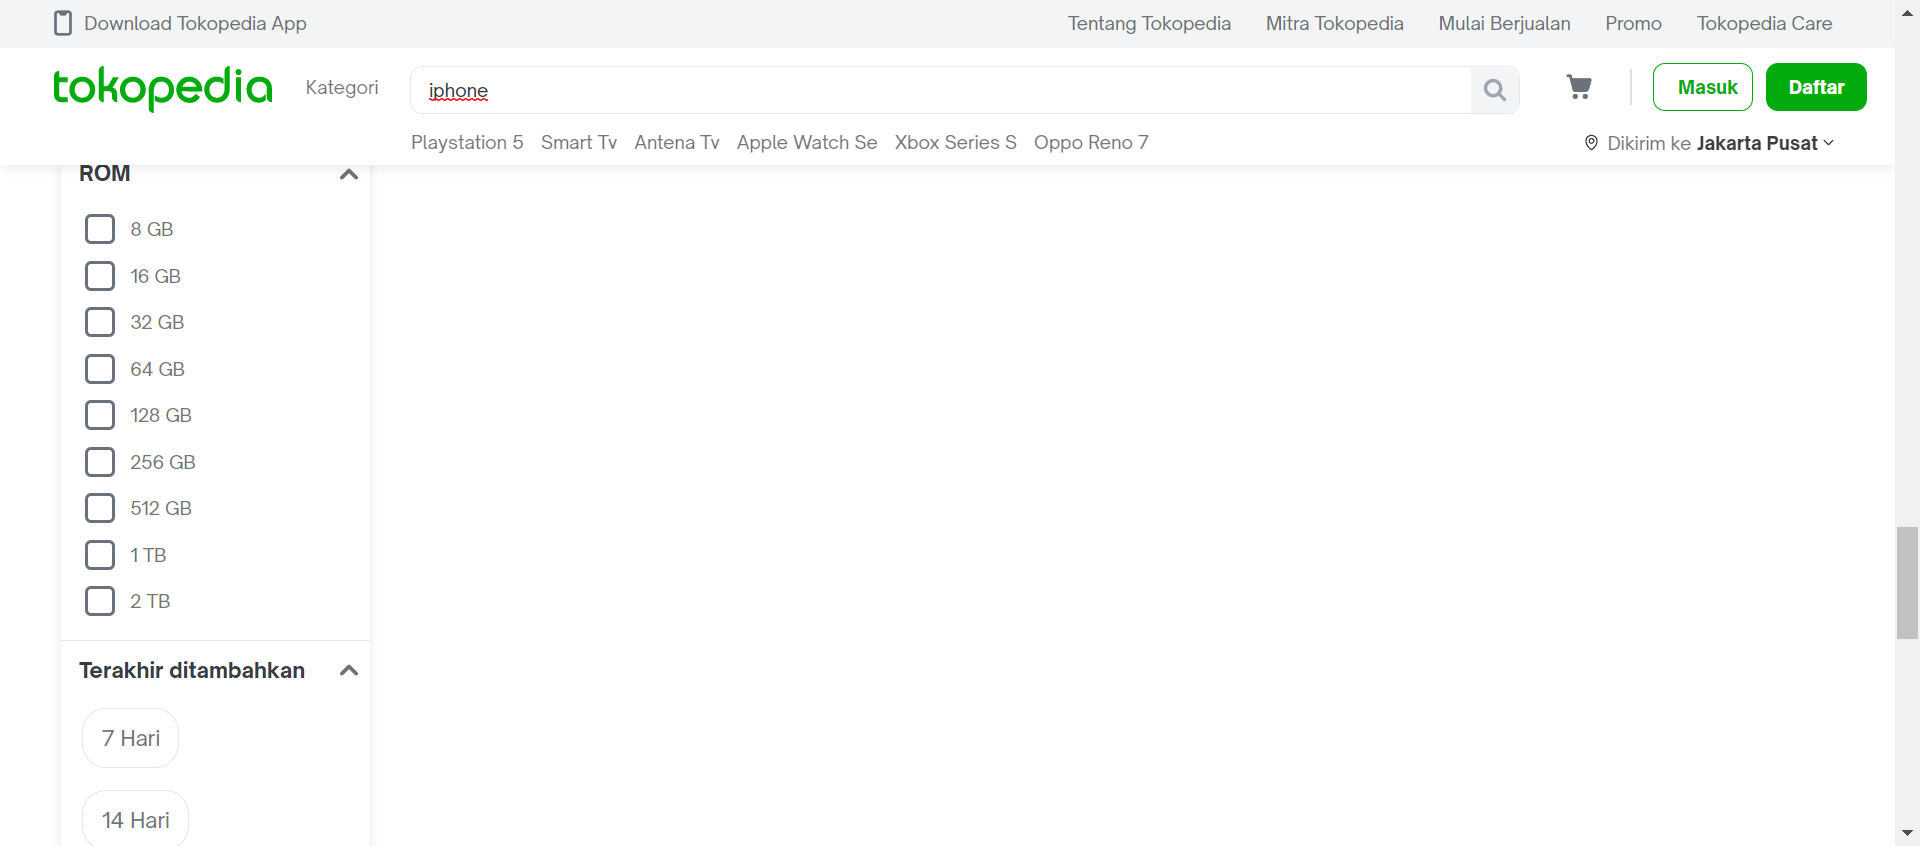 Download Tokopedia App
Tentang Tokopedia Mitra Tokopedia Mulai Berjualan Promo Tokopedia Care
tokopedia
Kategori
iphone
Masuk
Daftar
Playstation 5 Smart Tv Antena Tv Apple Watch Se Xbox Series S Oppo Reno 7
Dikirim ke Jakarta Pusat
ROM
8 GB
16 GB
32 GB
64 GB
128 GB
256 GB
512 GB
1 TB
2 TB
Terakhir ditambahkan
7 Hari
14 Hari